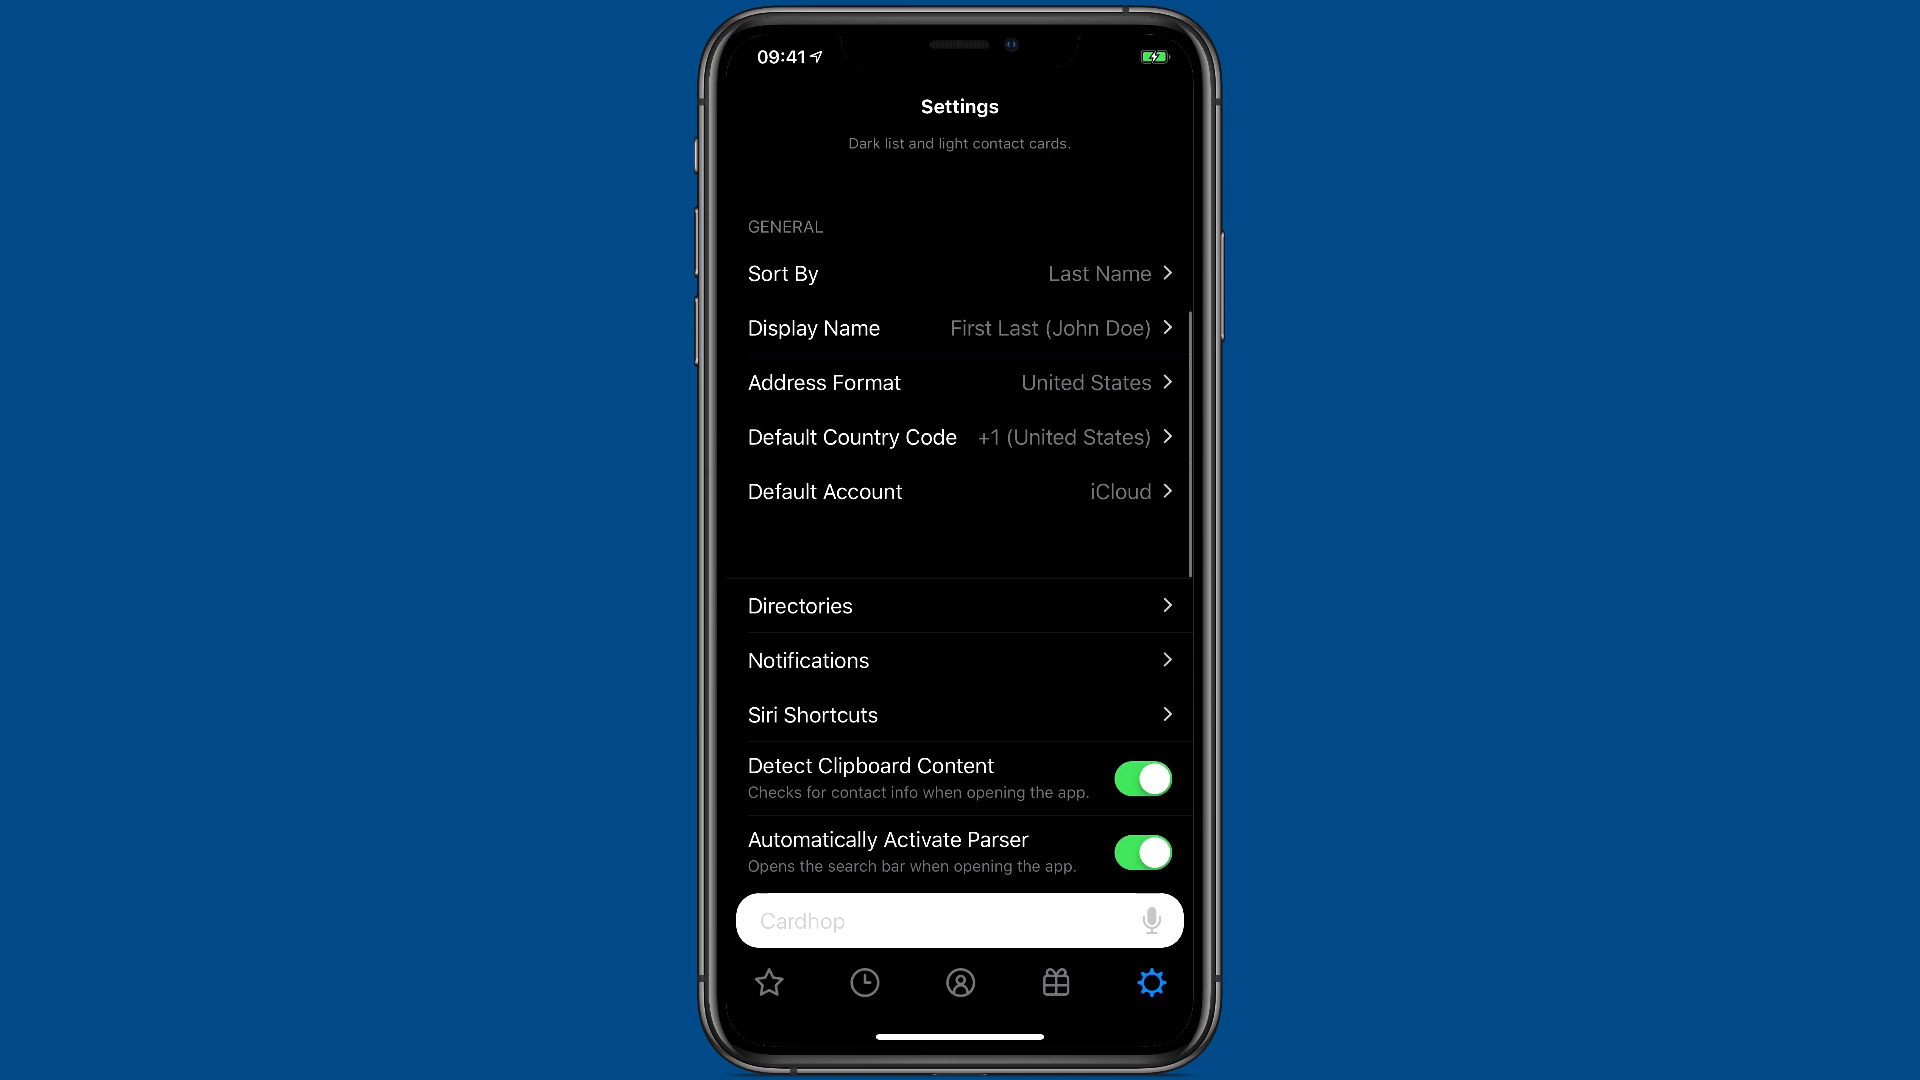 09:41
Settings
Dark list and light contact cards.
GENERAL
Sort By Last Name
Display Name First Last (John Doe)
Address Format United States
Default Country Code +1 (United States)
Default Account iCloud
Directories
Notifications
Siri Shortcuts
Detect Clipboard Content
Checks for contact info when opening the app.
Automatically Activate Parser
Opens the search bar when opening the app.
Cardhop